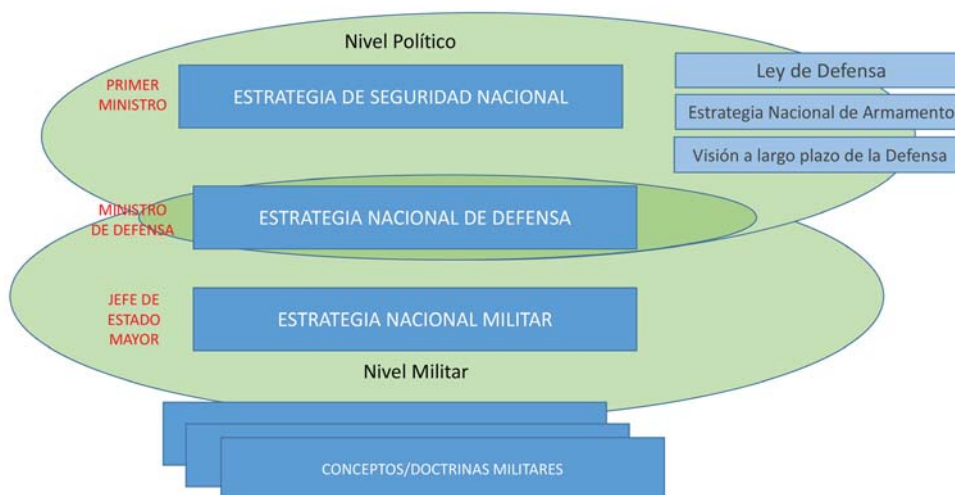 Nivel Político
PRIMER
MINISTRO
ESTRATEGIA DE SEGURIDAD NACIONAL
Ley de Defensa
Estrategia Nacional de Armamento
Visión a largo plazo de la Defensa
MINISTRO
DE DEFENSA
ESTRATEGIA NACIONAL DE DEFENSA
JEFE DE
ESTADO
MAYOR
ESTRATEGIA NACIONAL MILITAR
Nivel Militar
CONCEPTOS/DOCTRINAS MILITARES